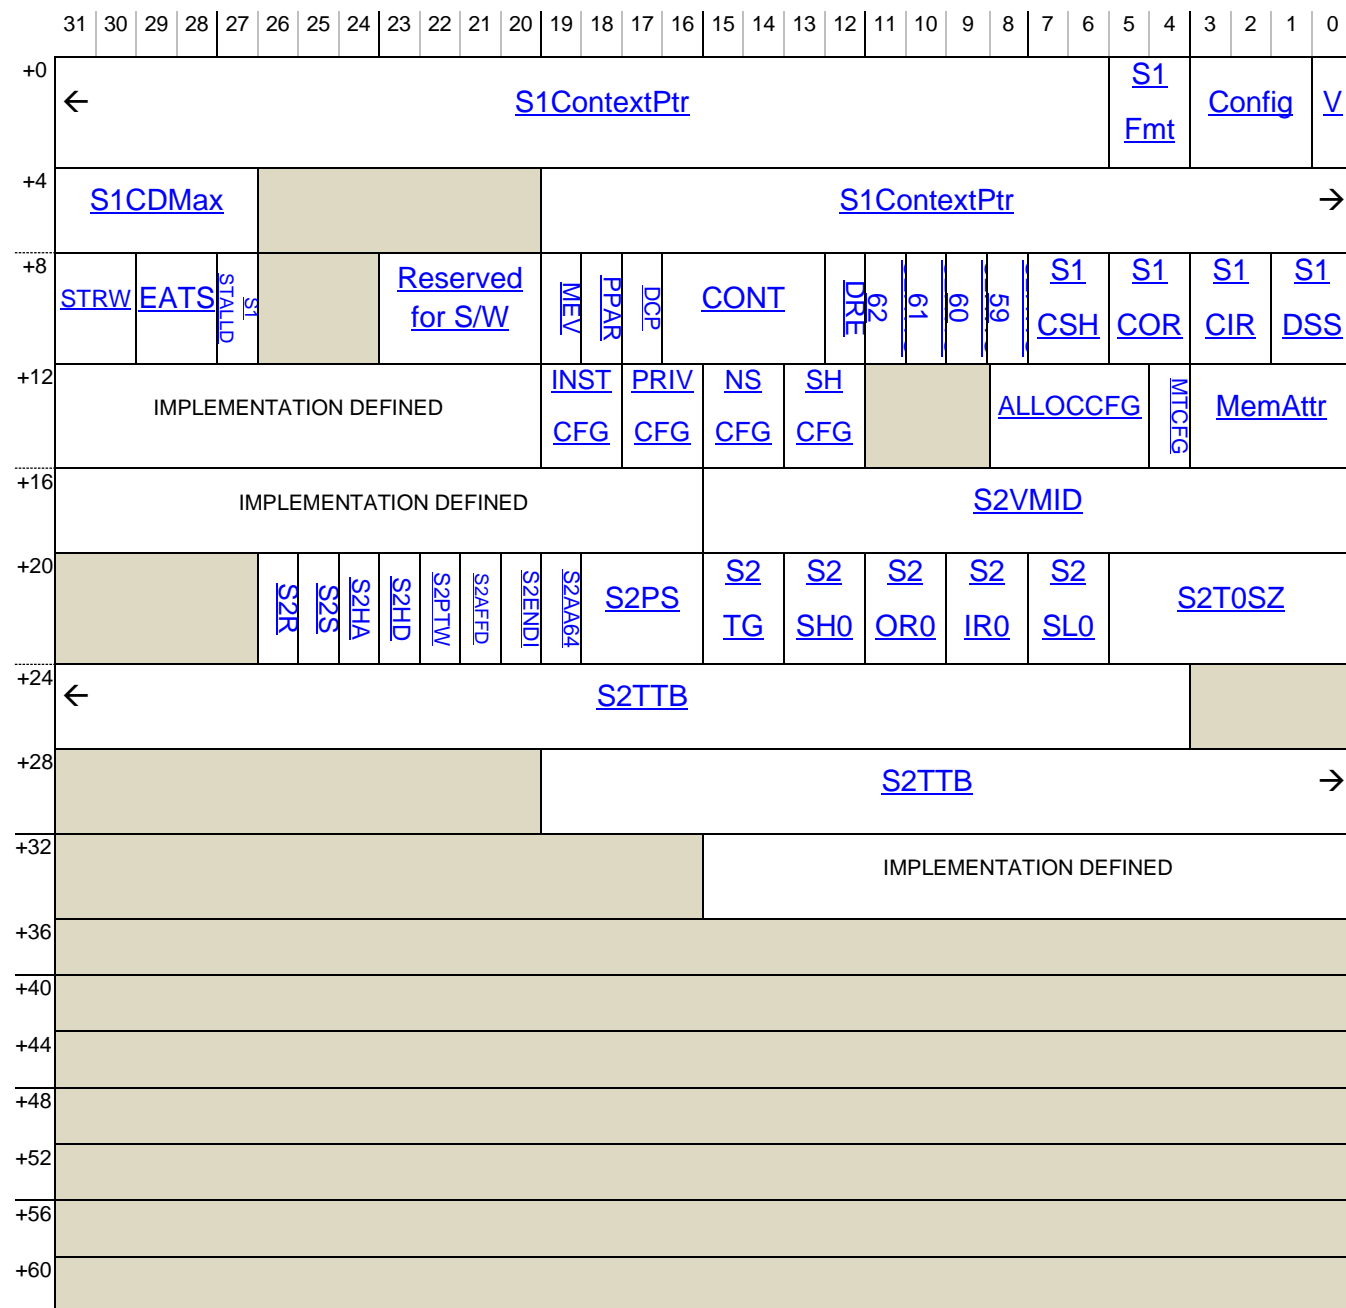 31 30 29 28 27 26 25 24 23 22 21 20 19 18 17 16 15 14 13 12 11 10 9 8 7 6 5 4 3 2 1 0
+0
← S1ContextPtr
S1
Fmt
Config
V
+4
S1CDMax
S1ContextPtr →
+8
STRW
EATS
S1
STALLD
Reserved
for S/W
MEV
PPAR
DCP
CONT
DRE
62
61
60
59
S1
CSH
S1
COR
S1
CIR
S1
DSS
+12
IMPLEMENTATION DEFINED
INST
CFG
PRIV
CFG
NS
CFG
SH
CFG
ALLOCCFG
MTCFG
MemAttr
+16
IMPLEMENTATION DEFINED
S2VMID
+20
S2R
S2S
S2HA
S2HD
S2PTW
S2AFFD
S2ENDI
S2AA64
S2PS
S2
TG
S2
SH0
S2
OR0
S2
IR0
S2
SL0
S2T0SZ
+24
← S2TTB
+28
S2TTB →
+32
IMPLEMENTATION DEFINED
+36
+40
+44
+48
+52
+56
+60